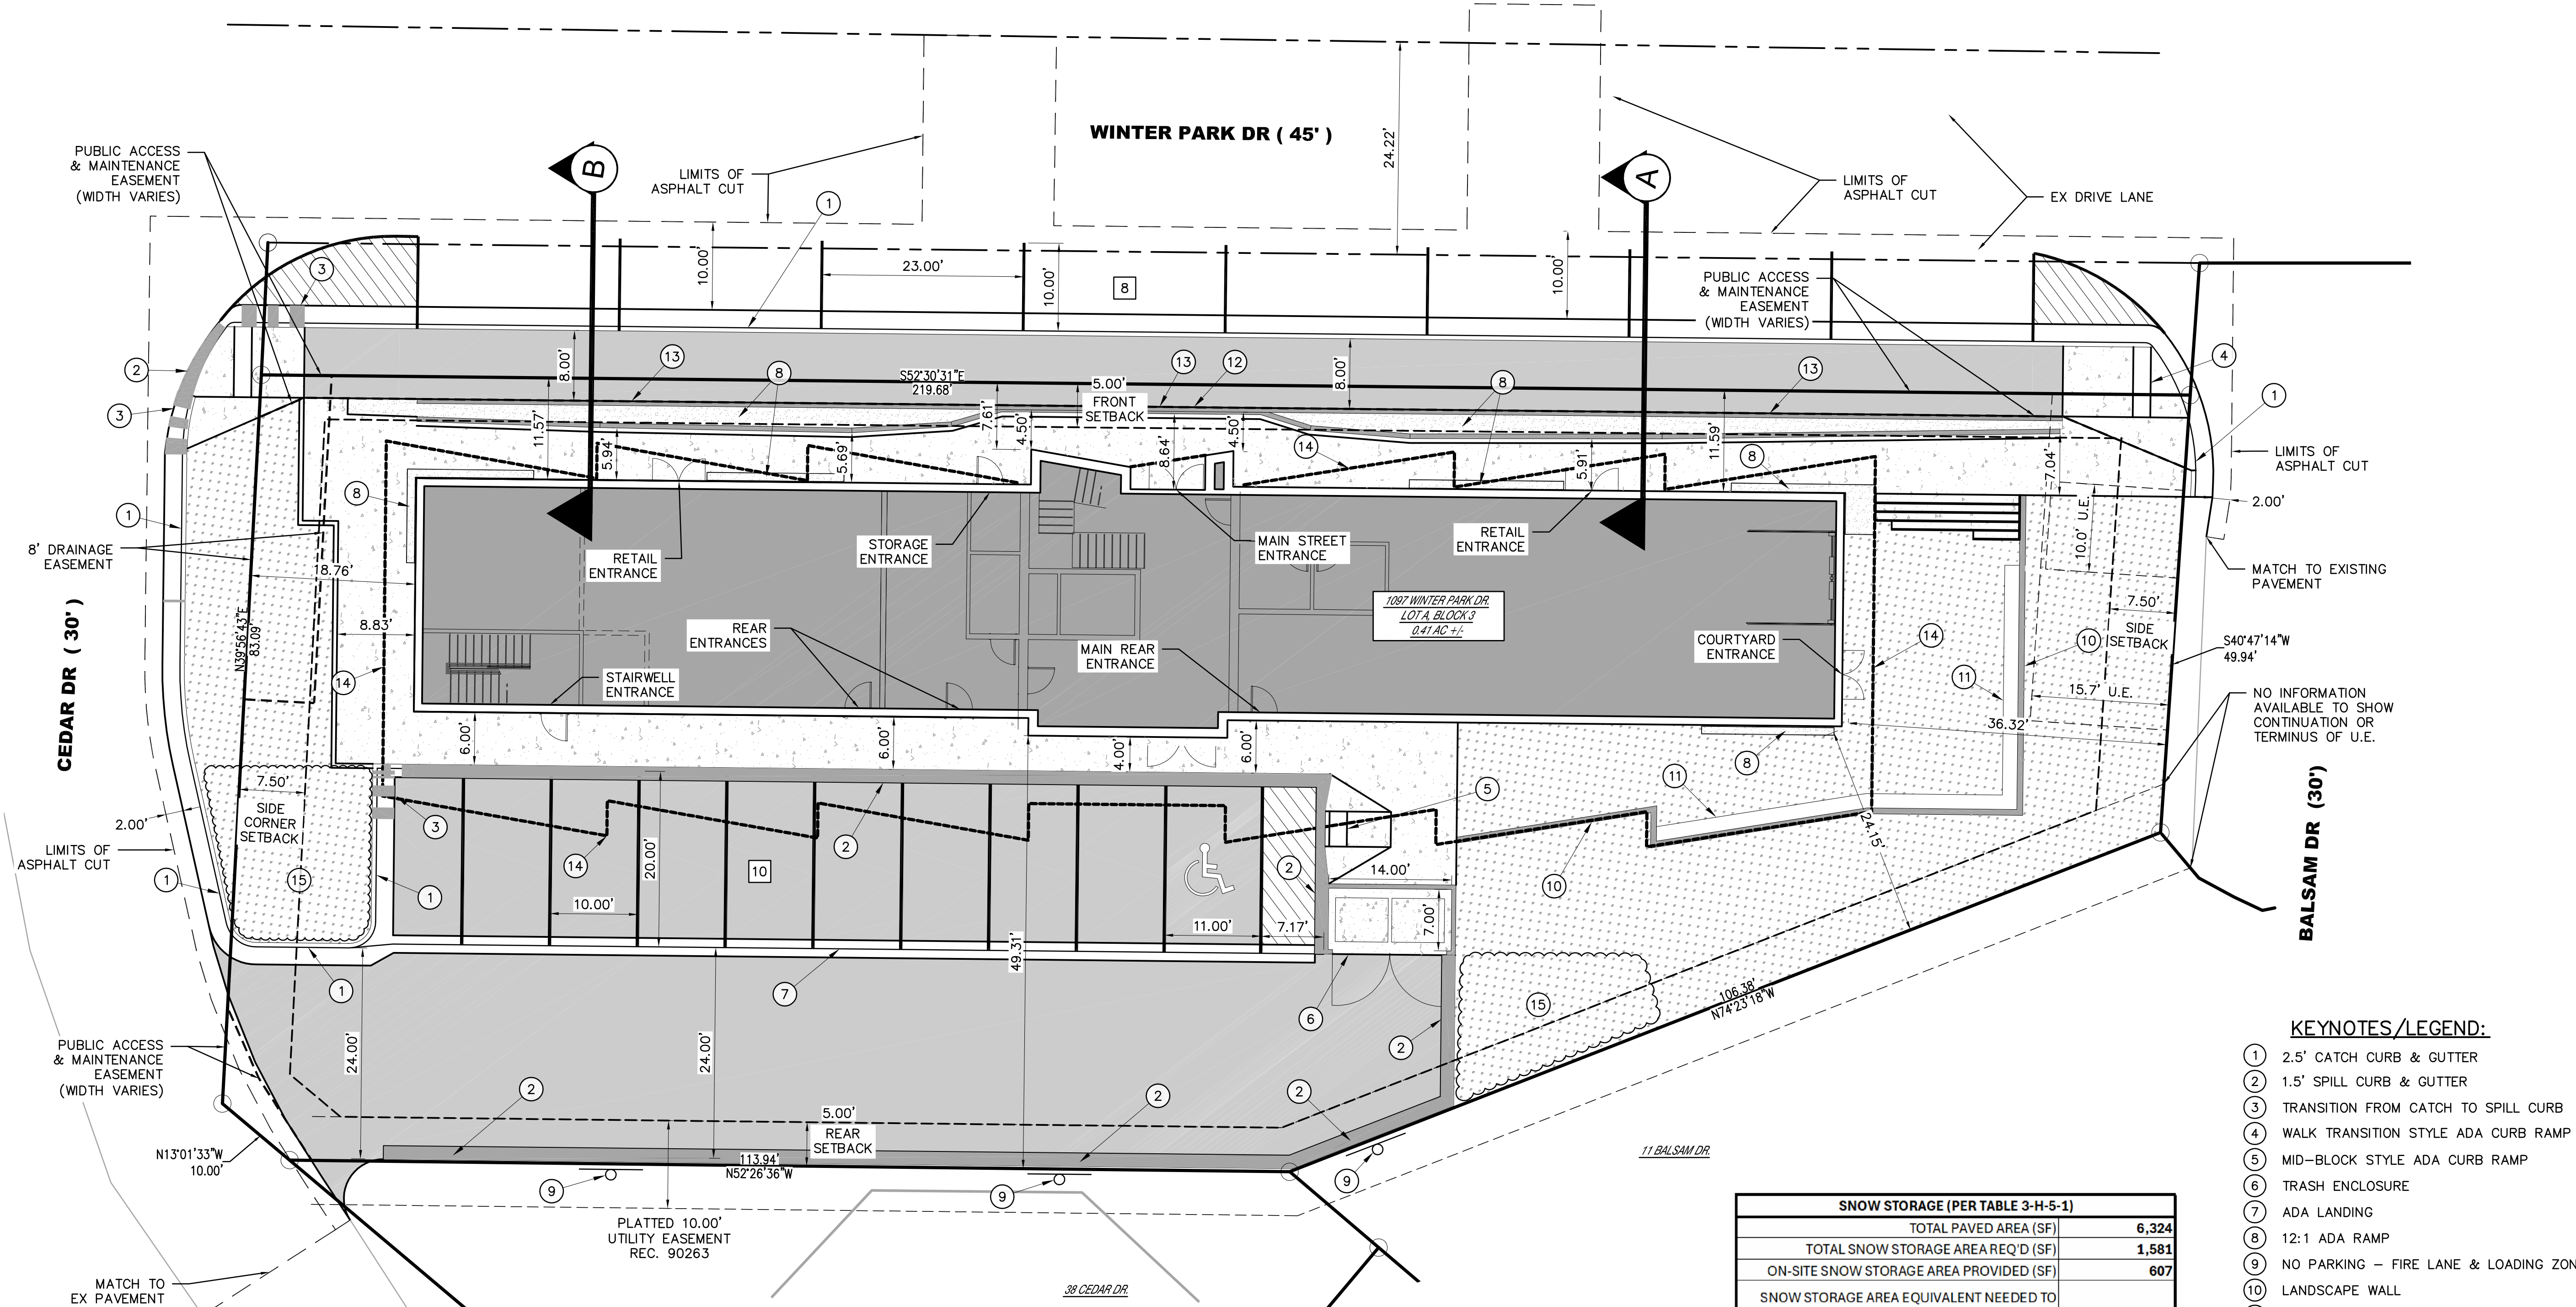 WINTER PARK DR ( 45' )
24.22'
PUBLIC ACCESS
& MAINTENANCE
EASEMENT
(WIDTH VARIES)
B
LIMITS OF
ASPHALT CUT
A
LIMITS OF
ASPHALT CUT
EX DRIVE LANE
1
3
10.00'
23.00'
10.00'
8
10.00'
PUBLIC ACCESS
& MAINTENANCE
EASEMENT
(WIDTH VARIES)
2
3
8.00'
13
8
S52°30'31"E
219.68'
13
12
5.00'
FRONT
SETBACK
8.00'
8
13
4
1
11.57'
5.94'
5.69'
7.61'
4.50'
8.64'
4.50'
14
5.91'
11.59'
8
7.04'
LIMITS OF
ASPHALT CUT
2.00'
10.0' U.E.
8
1
8' DRAINAGE
EASEMENT
18.76'
RETAIL
ENTRANCE
STORAGE
ENTRANCE
MAIN STREET
ENTRANCE
RETAIL
ENTRANCE
MATCH TO EXISTING
PAVEMENT
CEDAR DR ( 30' )
N39°56'43"E
83.09'
8.83'
14
1097 WINTER PARK DR.
LOT A, BLOCK 3
0.41 AC +/-
REAR
ENTRANCES
MAIN REAR
ENTRANCE
STAIRWELL
ENTRANCE
COURTYARD
ENTRANCE
14
10
11
7.50'
SIDE
SETBACK
S40°47'14"W
49.94'
15.7' U.E.
36.32'
NO INFORMATION
AVAILABLE TO SHOW
CONTINUATION OR
TERMINUS OF U.E.
6.00'
6.00'
4.00'
6.00'
8
11
5
7.50'
SIDE
CORNER
SETBACK
2.00'
LIMITS OF
ASPHALT CUT
3
14
20.00'
2
10
10.00'
11.00'
7.17'
2
14.00'
7.00'
10
24.15'
BALSAM DR (30')
1
15
1
1
7
49.31'
6
2
15
106.38'
N74°23'18"W
PUBLIC ACCESS
& MAINTENANCE
EASEMENT
(WIDTH VARIES)
24.00'
24.00'
2
2
2
5.00'
REAR
SETBACK
N13°01'33"W
10.00'
113.94'
N52°26'36"W
9
9
9
11 BALSAM DR.
PLATTED 10.00'
UTILITY EASEMENT
REC. 90263
38 CEDAR DR.
MATCH TO
EX PAVEMENT
SNOW STORAGE (PER TABLE 3-H-5-1)
TOTAL PAVED AREA (SF) 6,324
TOTAL SNOW STORAGE AREA REQ'D (SF) 1,581
ON-SITE SNOW STORAGE AREA PROVIDED (SF) 607
SNOW STORAGE AREA EQUIVALENT NEEDED TO
KEYNOTES/LEGEND:
1 2.5' CATCH CURB & GUTTER
2 1.5' SPILL CURB & GUTTER
3 TRANSITION FROM CATCH TO SPILL CURB
4 WALK TRANSITION STYLE ADA CURB RAMP
5 MID-BLOCK STYLE ADA CURB RAMP
6 TRASH ENCLOSURE
7 ADA LANDING
8 12:1 ADA RAMP
9 NO PARKING – FIRE LANE & LOADING ZON
10 LANDSCAPE WALL